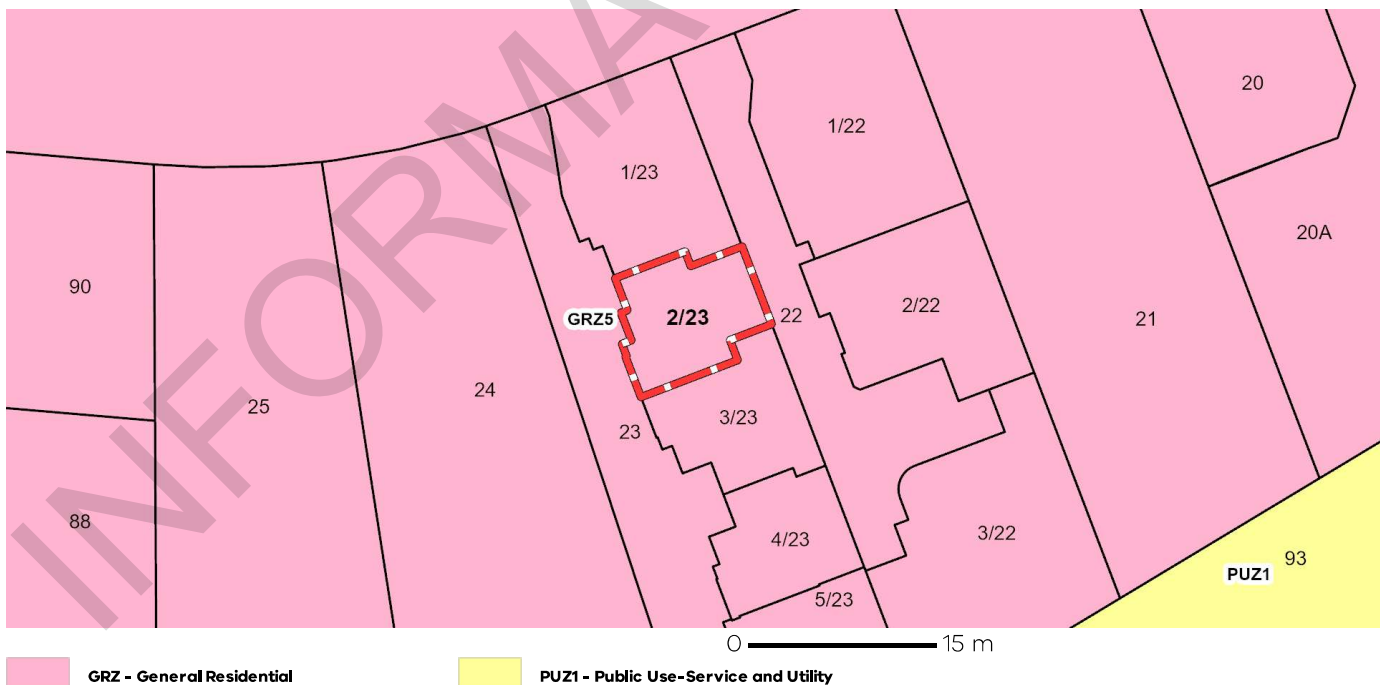 20
1/22
1/23
20A
90
2/22
GRZ5
2/23
22
21
24
25
3/23
23
88
4/23
3/22
93
PUZ1
5/23
0 15 m
GRZ - General Residential
PUZ1 - Public Use-Service and Utility
INFORMA